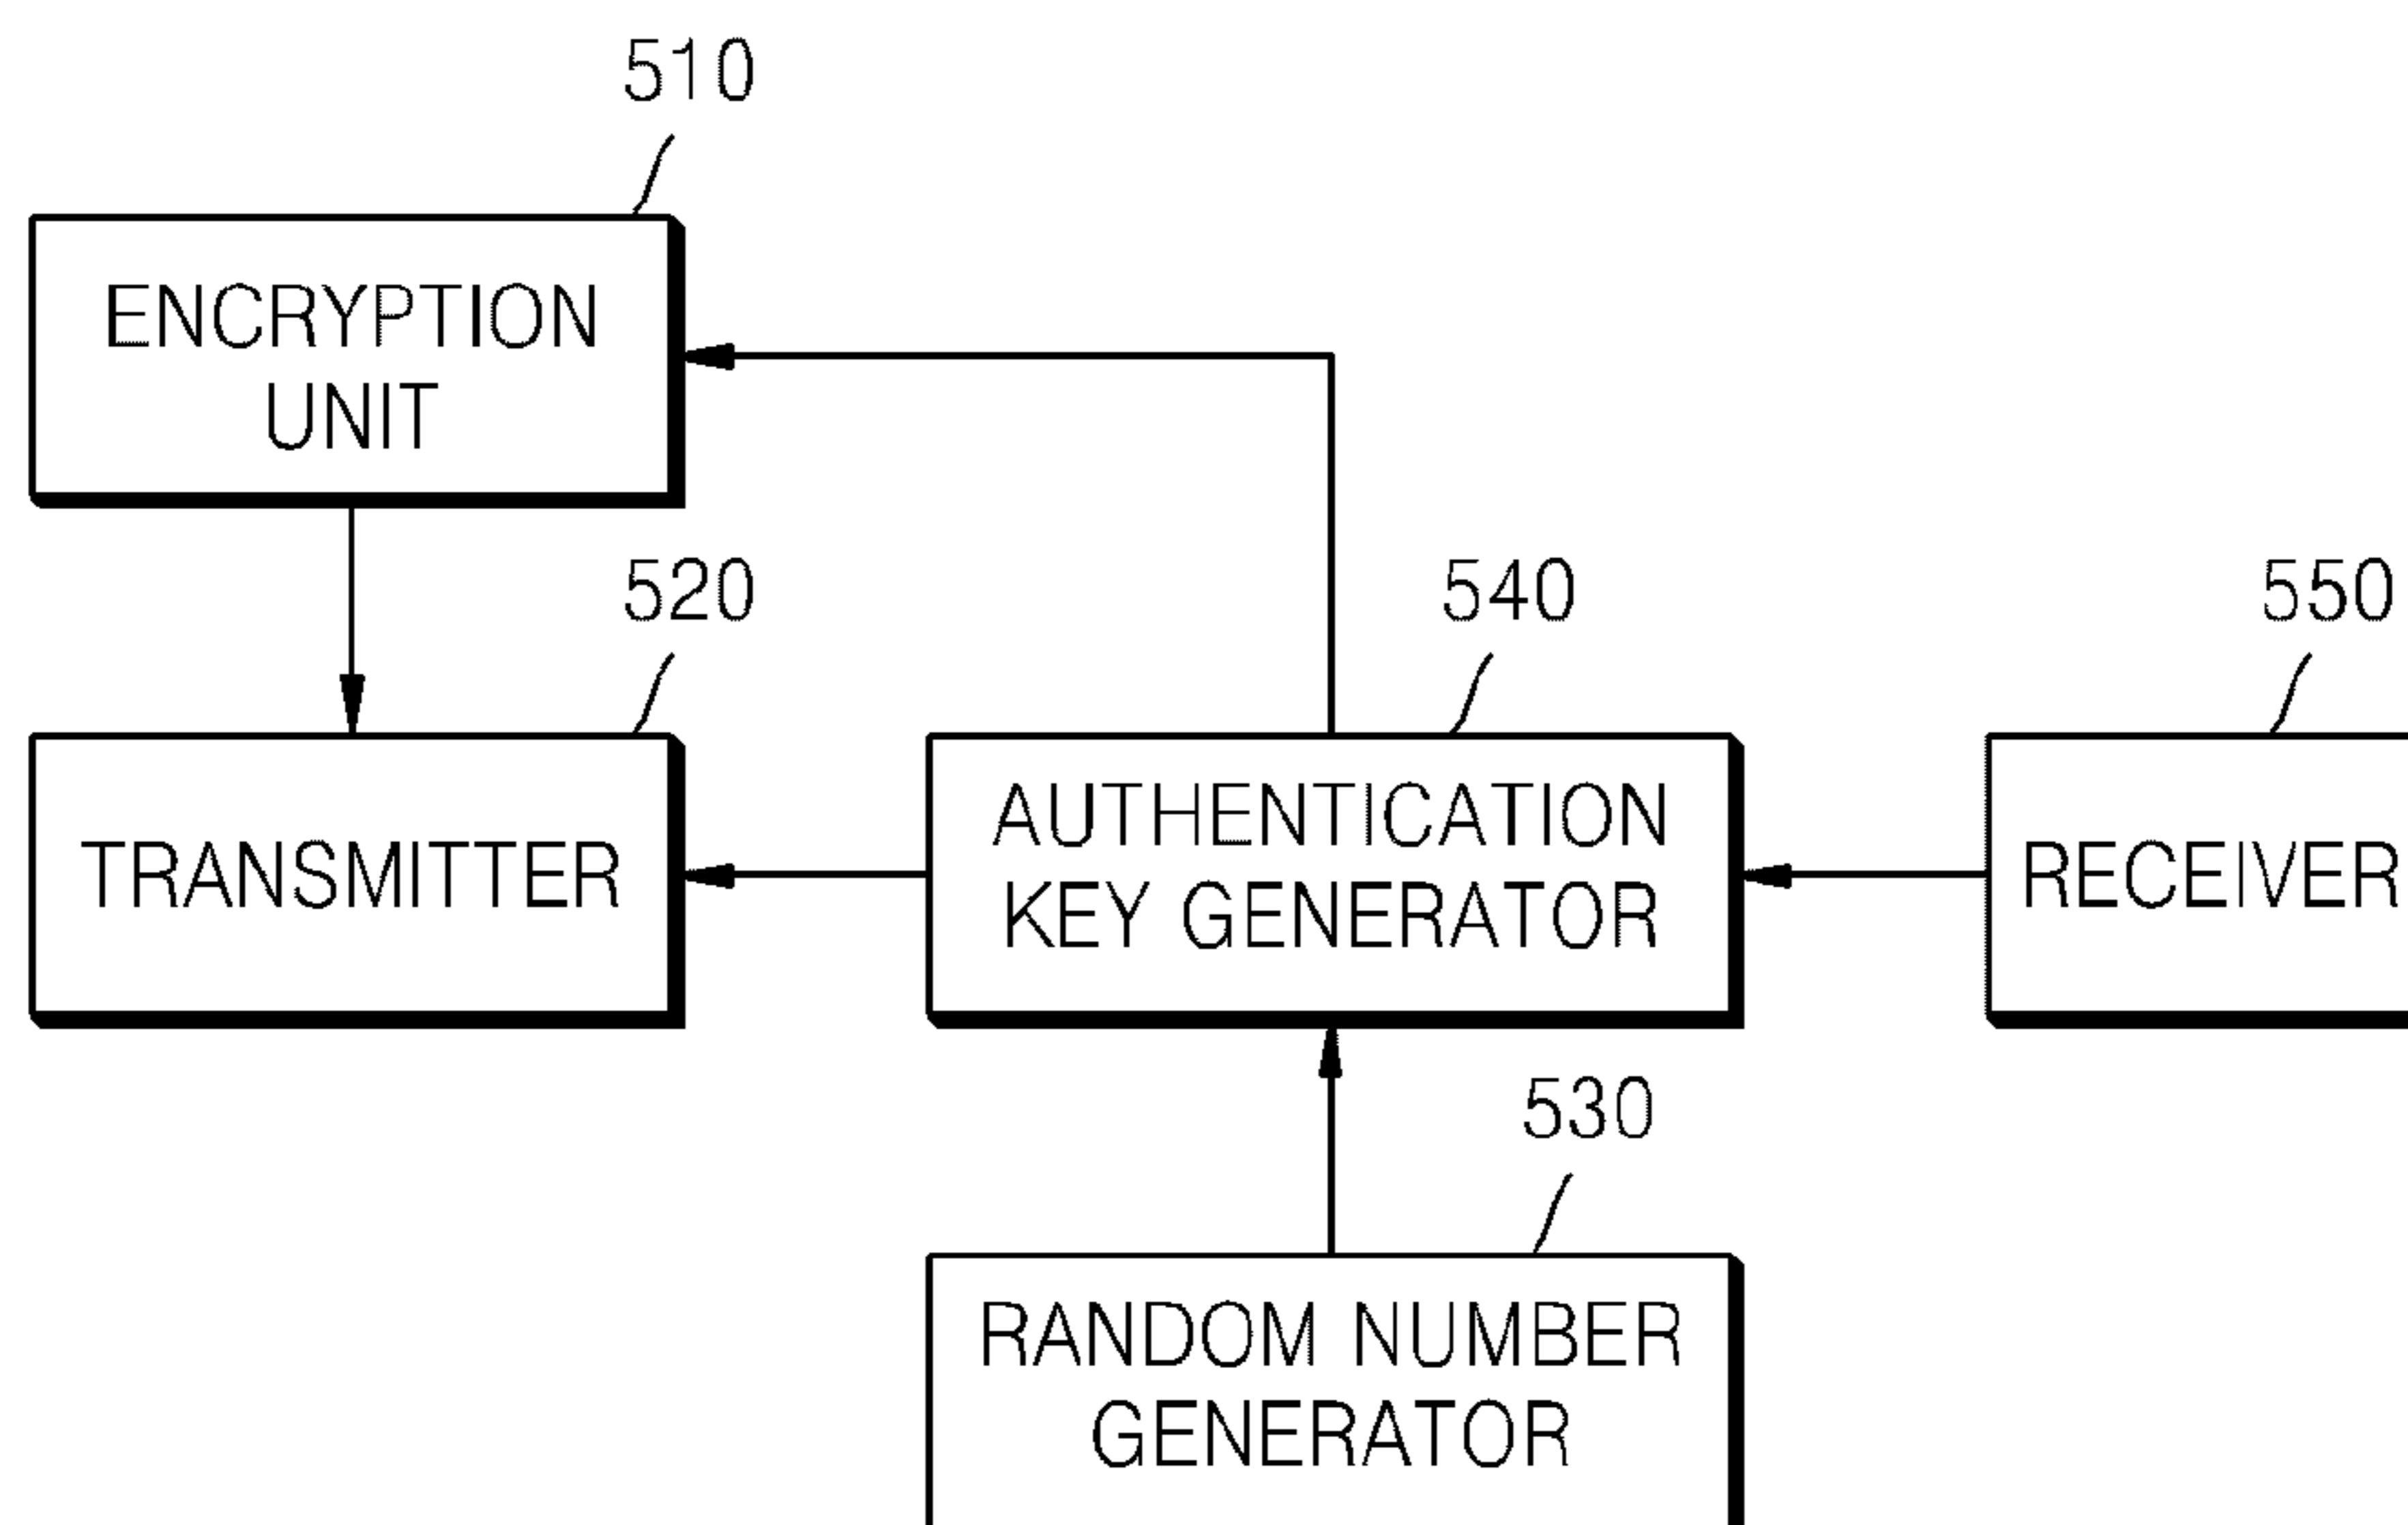 510
ENCRYPTION
UNIT
520
540
550
TRANSMITTER
AUTHENTICATION
KEY GENERATOR
RECEIVER
530
RANDOM NUMBER
GENERATOR